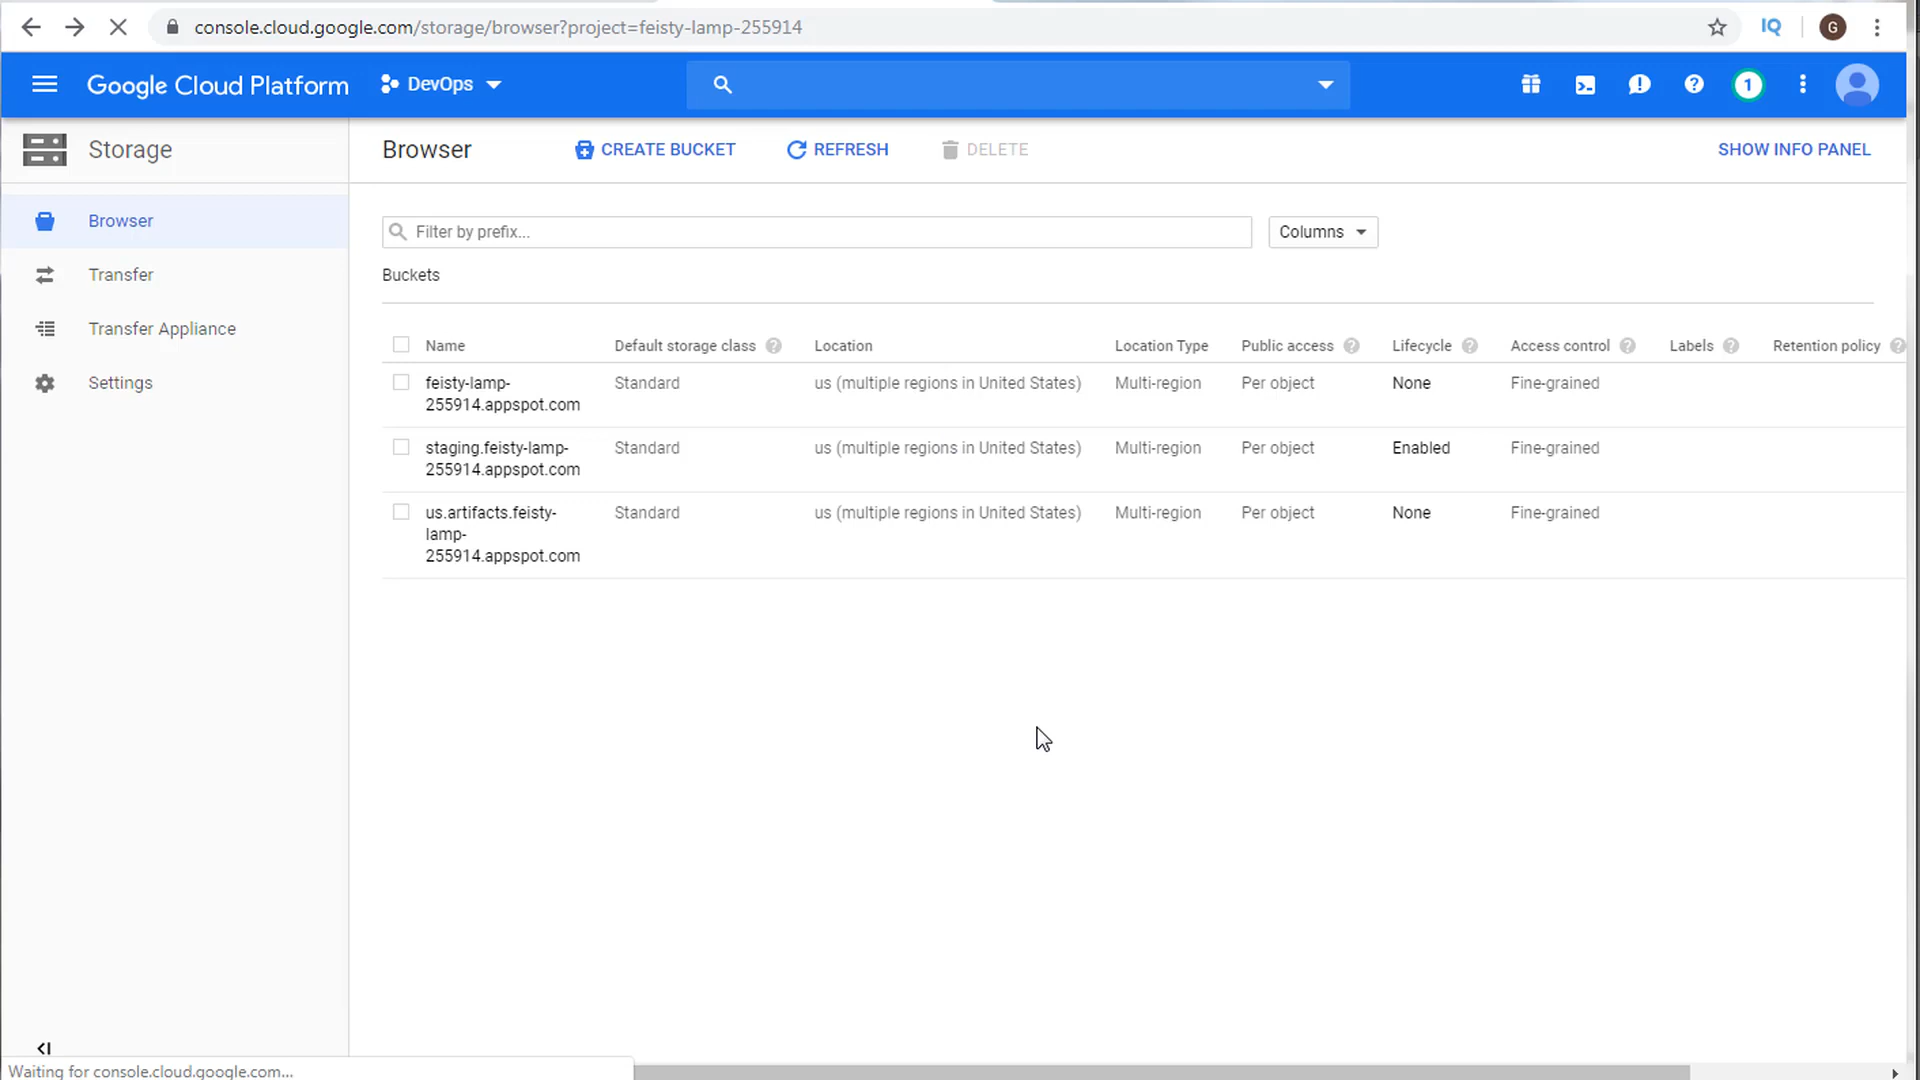 console.cloud.google.com/storage/browser?project=feisty-lamp-255914
IQ
G
Google Cloud Platform
DevOps
1
Storage
Browser
CREATE BUCKET
REFRESH
DELETE
SHOW INFO PANEL
Browser
Transfer
Transfer Appliance
Settings
Filter by prefix...
Columns
Buckets
Name Default storage class Location Location Type Public access Lifecycle Access control Labels Retention policy
feisty-lamp- Standard us (multiple regions in United States) Multi-region Per object None Fine-grained
255914.appspot.com
staging.feisty-lamp- Standard us (multiple regions in United States) Multi-region Per object Enabled Fine-grained
255914.appspot.com
us.artifacts.feisty- Standard us (multiple regions in United States) Multi-region Per object None Fine-grained
lamp-
255914.appspot.com
Waiting for console.cloud.google.com...